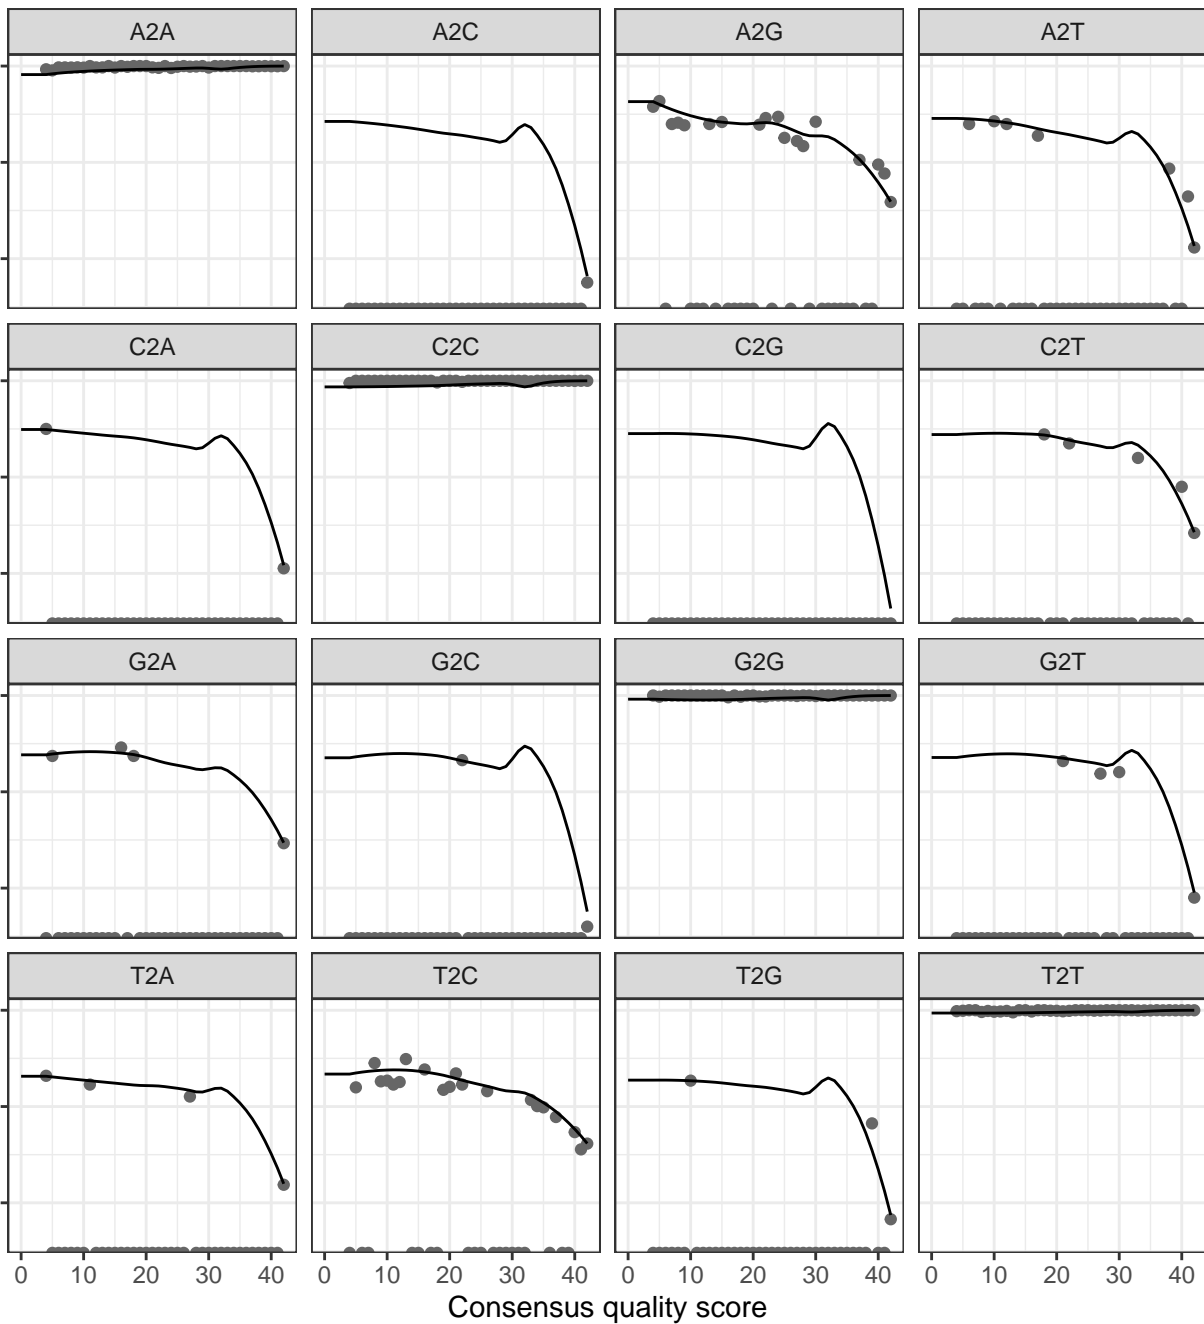 A2A A2C A2G A2T
C2A C2C C2G C2T
G2A G2C G2G G2T
T2A T2C T2G T2T
0 10 20 30 40 0 10 20 30 40 0 10 20 30 40 0 10 20 30 40
Consensus quality score